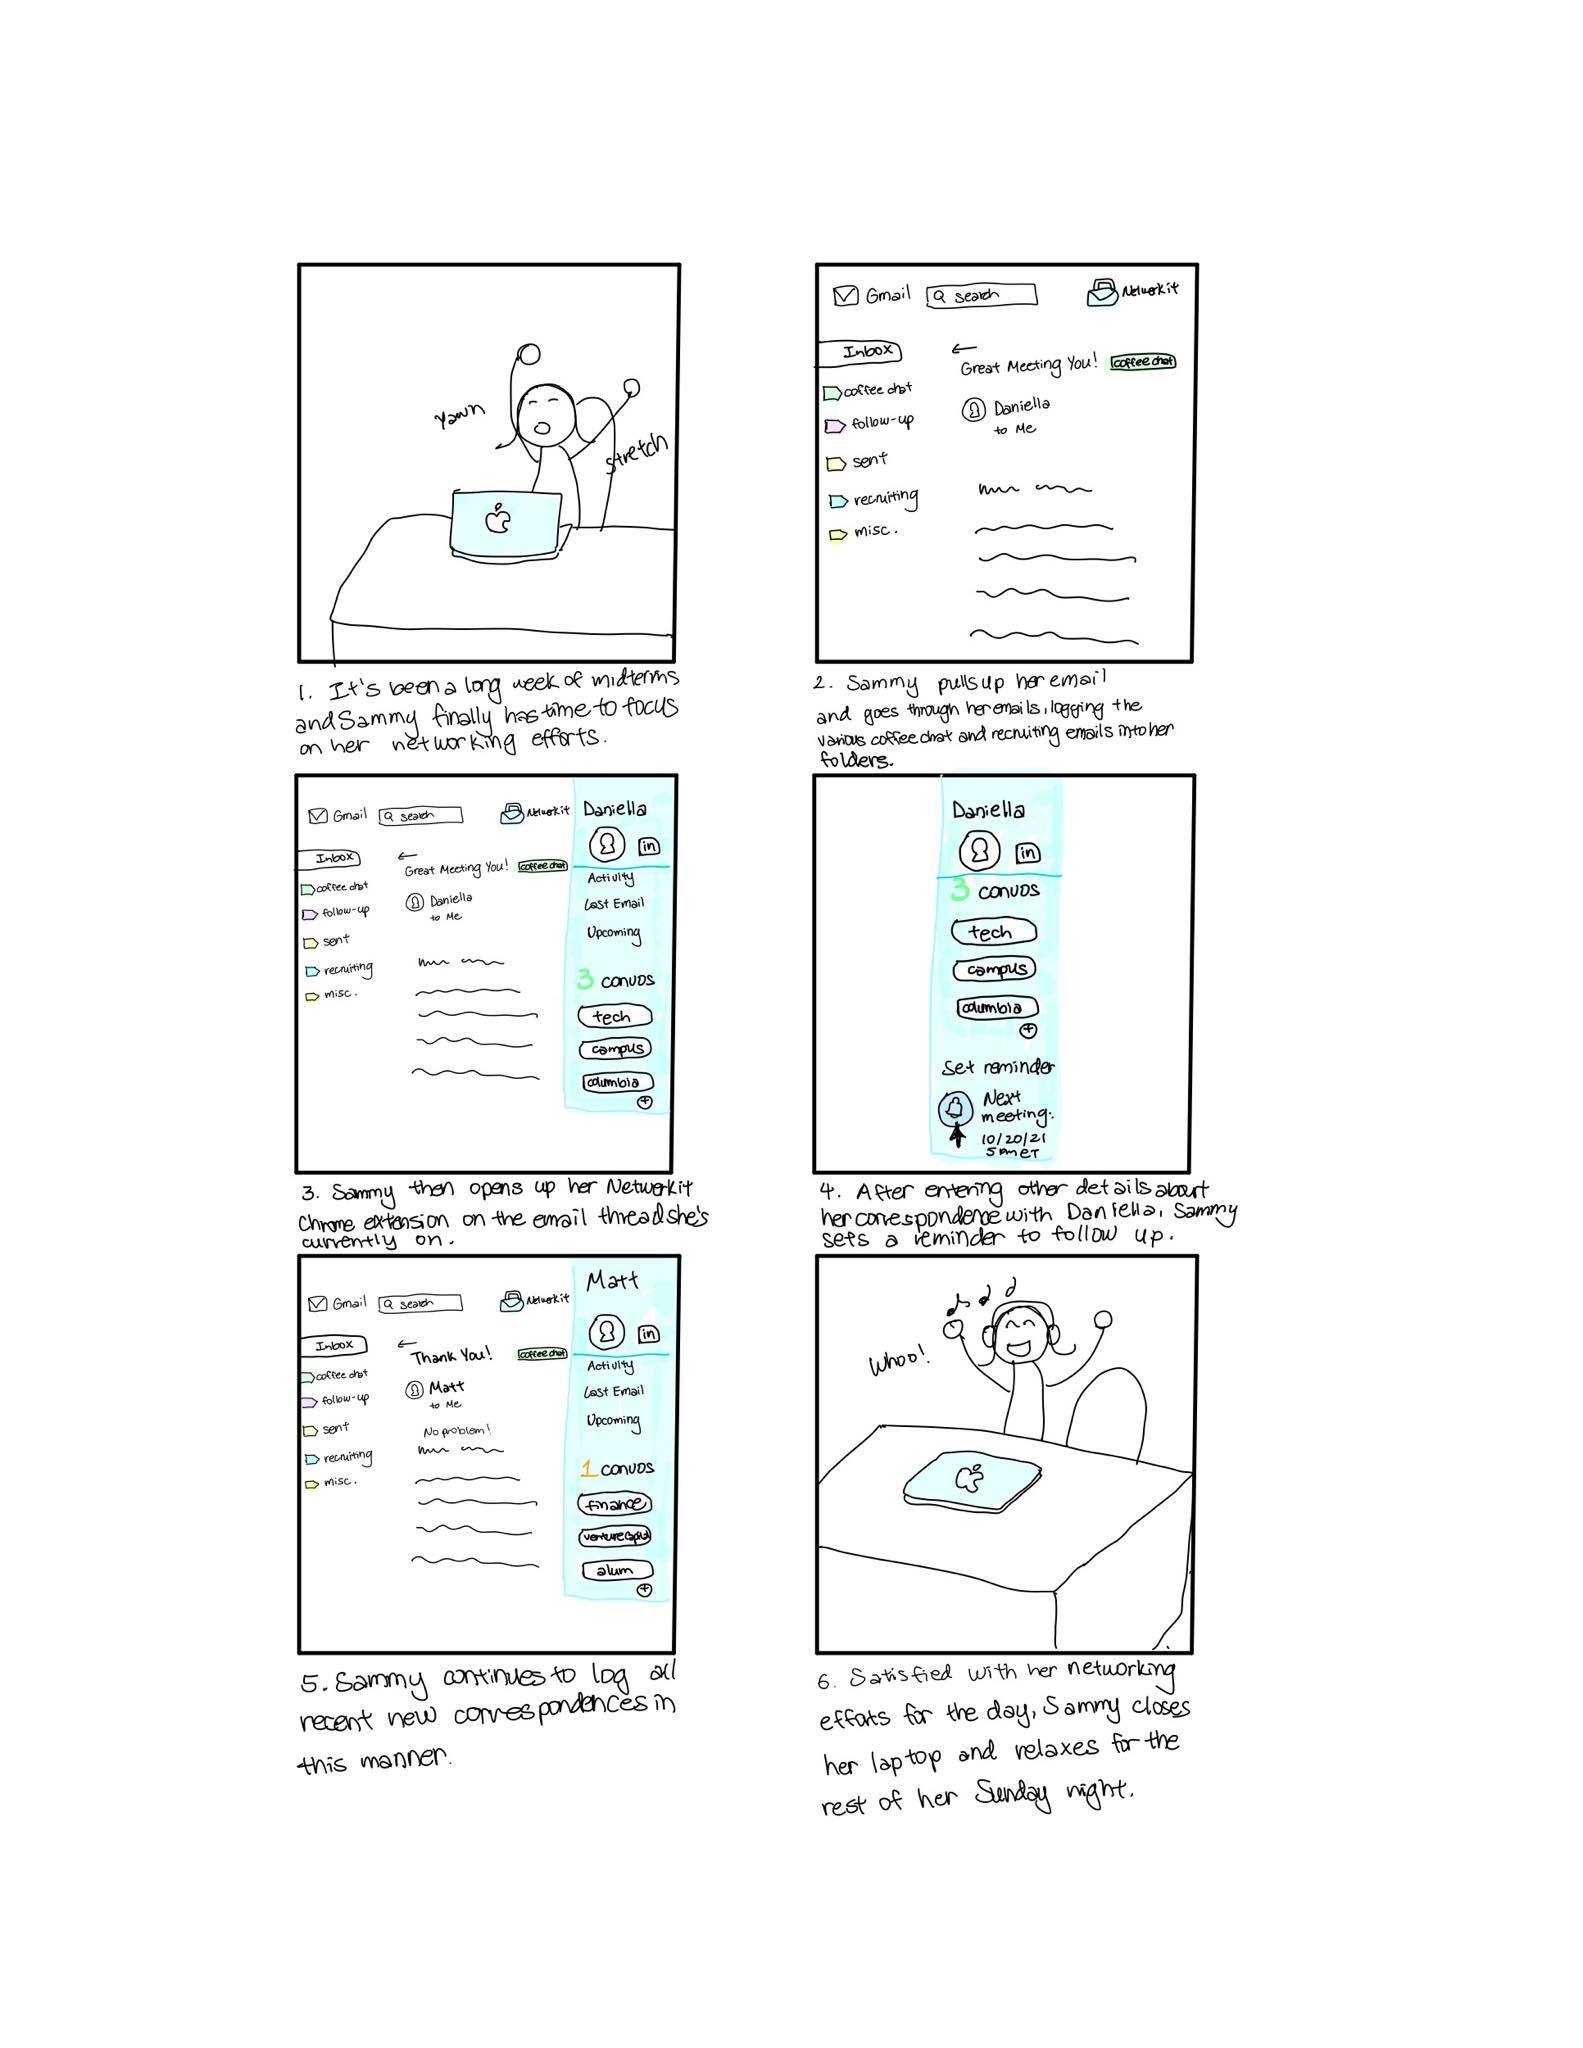 Yawn
stretch
1. It's been a long week of midterms
and Sammy finally has time to focus
on her networking efforts.
Gmail
search
Networkit
Inbox
coffee chat
follow-up
sent
recruiting
misc.
←
Great Meeting You!
coffee chat
Daniella
to Me
2. Sammy pulls up her email
and goes through her emails, logging the
various coffee chat and recruiting emails into her
folders.
Gmail
search
Networkit
Inbox
coffee chat
follow-up
sent
recruiting
misc.
←
Great Meeting You!
coffee chat
Daniella
to Me
Daniella
in
Activity
Last Email
Upcoming
3 convos
tech
campus
columbia
+
3. Sammy then opens up her Networkit
Chrome extension on the email thread she's
currently on.
Daniella
in
3 convos
tech
campus
columbia
+
Set reminder
Next
meeting:
10/20/21
5 PM ET
4. After entering other details about
her correspondence with Daniella, Sammy
sets a reminder to follow up.
Gmail
search
Networkit
Inbox
coffee chat
follow-up
sent
recruiting
misc.
←
Thank You!
coffee chat
Matt
to Me
No problem!
Matt
in
Activity
Last Email
Upcoming
1 convos
finance
venture capital
alum
+
5. Sammy continues to log all
recent new correspondences in
this manner.
Whoo!
6. Satisfied with her networking
efforts for the day, Sammy closes
her laptop and relaxes for the
rest of her Sunday night.